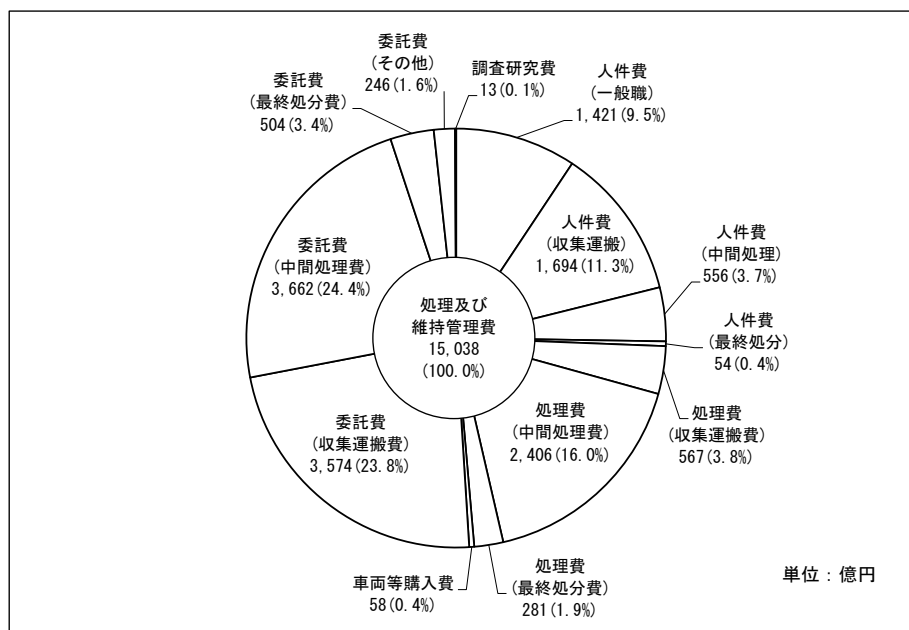 委託費
(その他)
246(1.6%)
調査研究費
13(0.1%)
人件費
(一般職)
1,421(9.5%)
委託費
(最終処分費)
504(3.4%)
人件費
(収集運搬)
1,694(11.3%)
人件費
(中間処理)
556(3.7%)
委託費
(中間処理費)
3,662(24.4%)
処理及び
維持管理費
15,038
(100.0%)
人件費
(最終処分)
54(0.4%)
処理費
(収集運搬費)
567(3.8%)
処理費
(中間処理費)
2,406(16.0%)
委託費
(収集運搬費)
3,574(23.8%)
車両等購入費
58(0.4%)
処理費
(最終処分費)
281(1.9%)
単位：億円